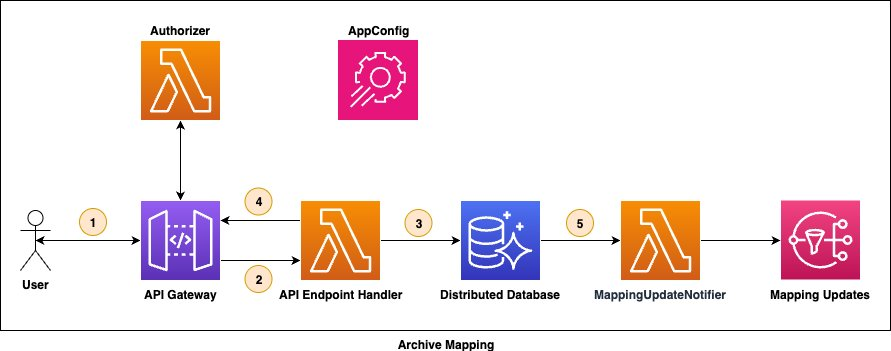 Authorizer
AppConfig
1
4
3
5
2
User
API Gateway
API Endpoint Handler
Distributed Database
MappingUpdateNotifier
Mapping Updates
Archive Mapping